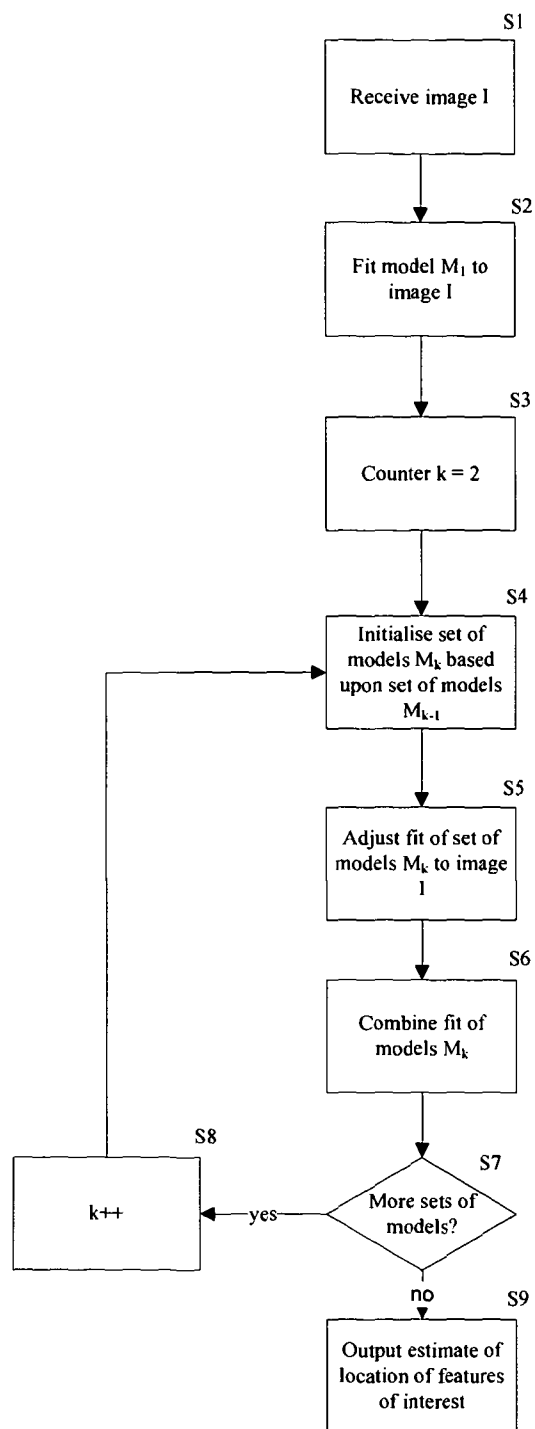 S1
Receive image I
S2
Fit model M₁ to
image I
S3
Counter k = 2
S4
Initialise set of
models Mₖ based
upon set of models
Mₖ₋₁
S5
Adjust fit of set of
models Mₖ to image
I
S6
Combine fit of
models Mₖ
S7
More sets of
models?
yes
S8
k++
no
S9
Output estimate of
location of features
of interest